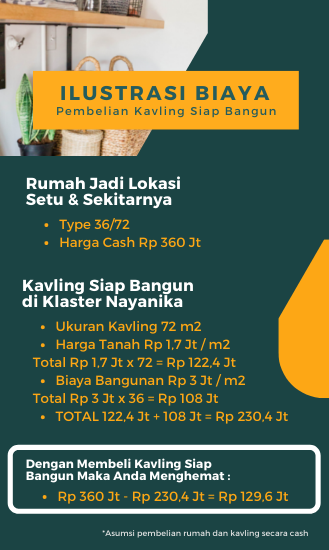 ILUSTRASI BIAYA
Pembelian Kavling Siap Bangun
Rumah Jadi Lokasi
Setu & Sekitarnya
• Type 36/72
• Harga Cash Rp 360 Jt
Kavling Siap Bangun
di Klaster Nayanika
• Ukuran Kavling 72 m2
• Harga Tanah Rp 1,7 Jt / m2
Total Rp 1,7 Jt x 72 = Rp 122,4 Jt
• Biaya Bangunan Rp 3 Jt / m2
Total Rp 3 Jt x 36 = Rp 108 Jt
• TOTAL 122,4 Jt + 108 Jt = Rp 230,4 Jt
Dengan Membeli Kavling Siap
Bangun Maka Anda Menghemat :
• Rp 360 Jt - Rp 230,4 Jt = Rp 129,6 Jt
*Asumsi pembelian rumah dan kavling secara cash